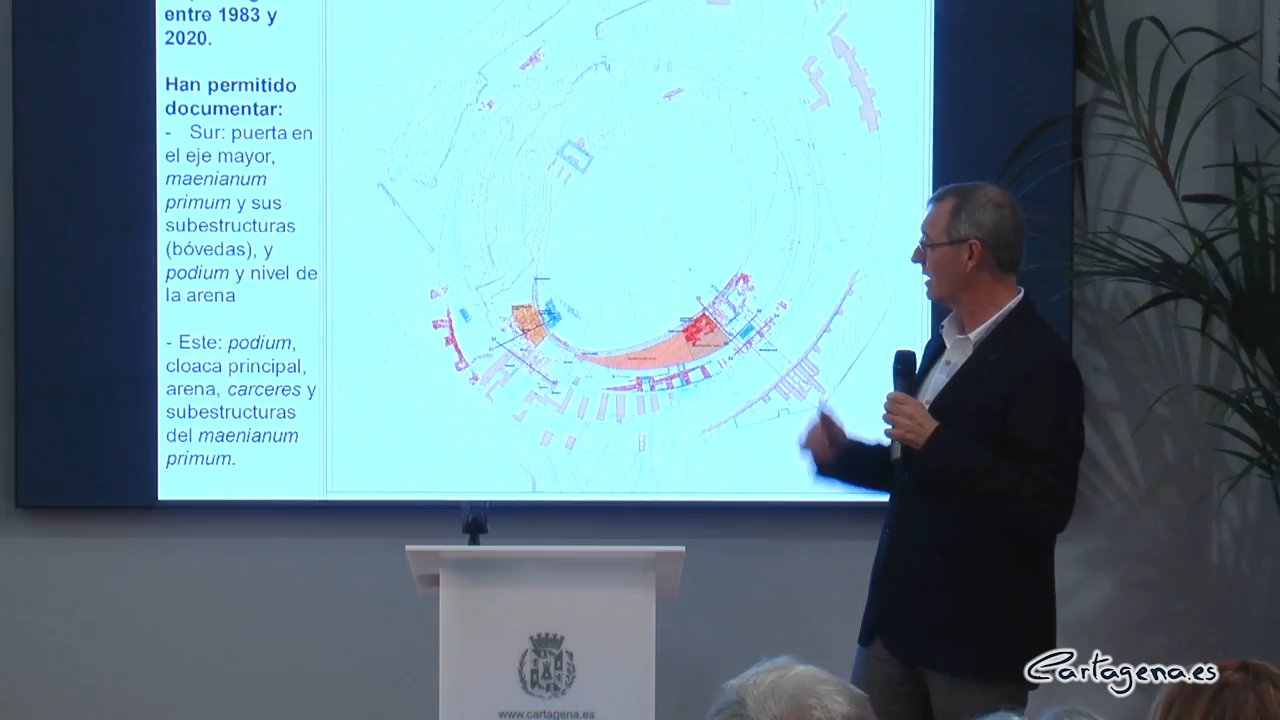 entre 1983 y
2020.
Han permitido
documentar:
- Sur: puerta en
el eje mayor,
maenianum
primum y sus
subestructuras
(bóvedas), y
podium y nivel de
la arena
- Este: podium,
cloaca principal,
arena, carceres y
subestructuras
del maenianum
primum.
www.cartagena.es
Cartagena.es